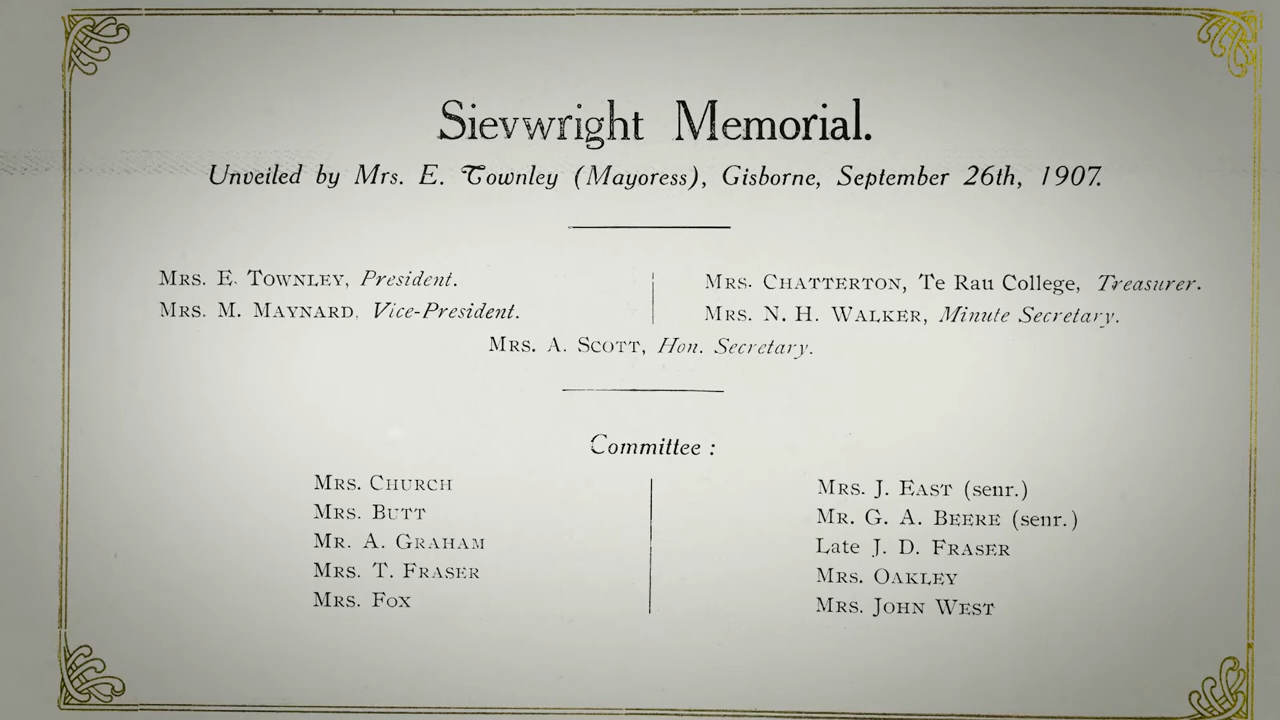 Sievwright Memorial.
Unveiled by Mrs. E. Townley (Mayoress), Gisborne, September 26th, 1907.
Mrs. E. Townley, President.
Mrs. M. Maynard, Vice-President.
Mrs. Chatterton, Te Rau College, Treasurer.
Mrs. N. H. Walker, Minute Secretary.
Mrs. A. Scott, Hon. Secretary.
Committee :
Mrs. Church
Mrs. Butt
Mr. A. Graham
Mrs. T. Fraser
Mrs. Fox
Mrs. J. East (senr.)
Mr. G. A. Beere (senr.)
Late J. D. Fraser
Mrs. Oakley
Mrs. John West